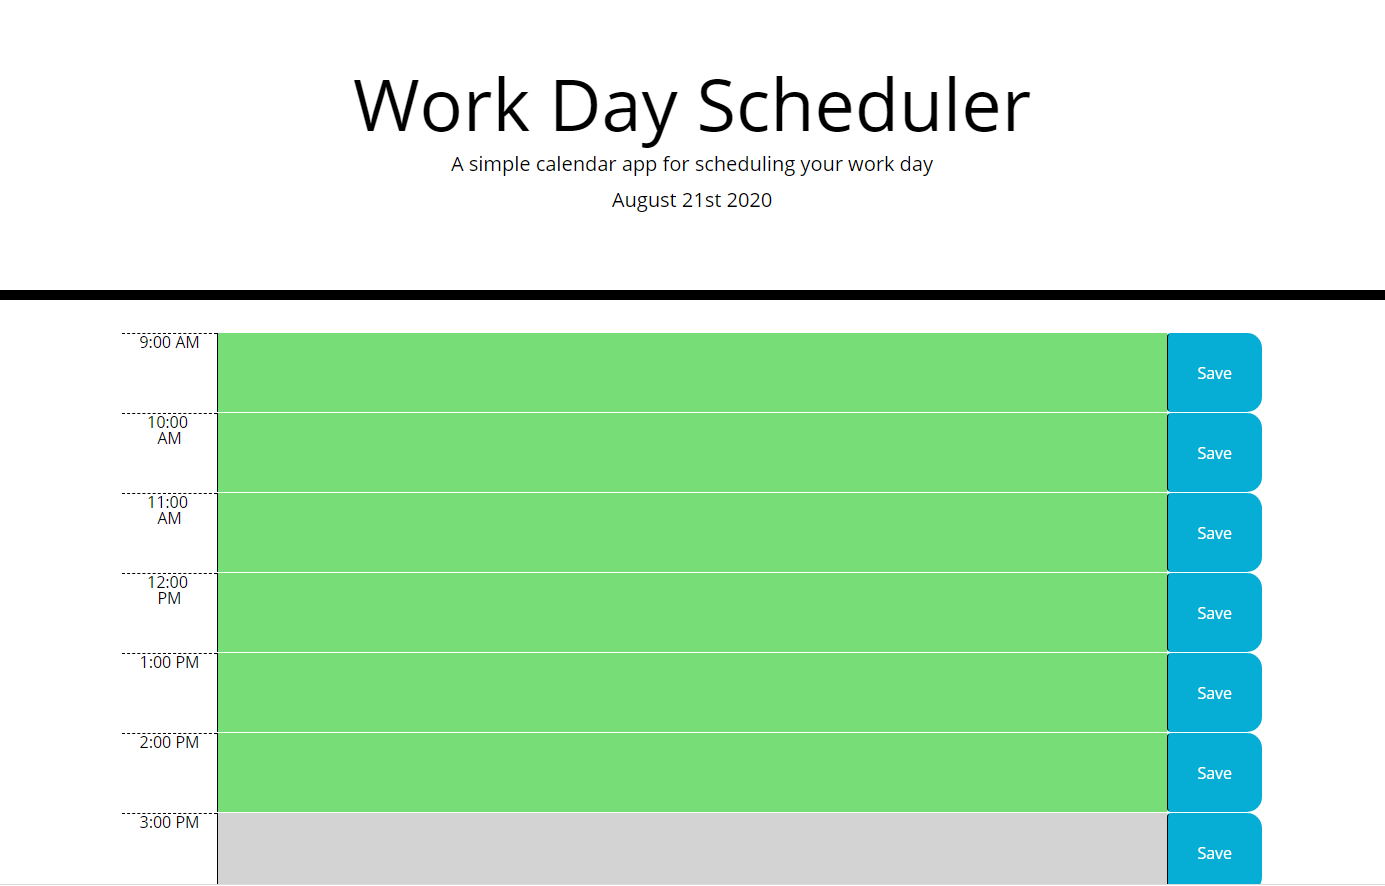 Work Day Scheduler
A simple calendar app for scheduling your work day
August 21st 2020
9:00 AM
Save
10:00
AM
Save
11:00
AM
Save
12:00
PM
Save
1:00 PM
Save
2:00 PM
Save
3:00 PM
Save